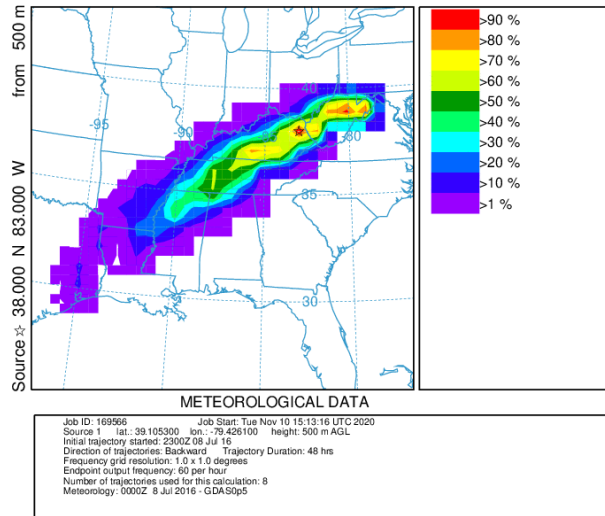 Source ☆ 38.000 N 83.000 W from 500 m
-95
-90
40
-80
35
30
>90 %
>80 %
>70 %
>60 %
>50 %
>40 %
>30 %
>20 %
>10 %
>1 %
METEOROLOGICAL DATA
Job ID: 169566 Job Start: Tue Nov 10 15:13:16 UTC 2020
Source 1 lat.: 39.105300 lon.: -79.426100 height: 500 m AGL
Initial trajectory started: 2300Z 08 Jul 16
Direction of trajectories: Backward Trajectory Duration: 48 hrs
Frequency grid resolution: 1.0 x 1.0 degrees
Endpoint output frequency: 60 per hour
Number of trajectories used for this calculation: 8
Meteorology: 0000Z 8 Jul 2016 - GDAS0p5